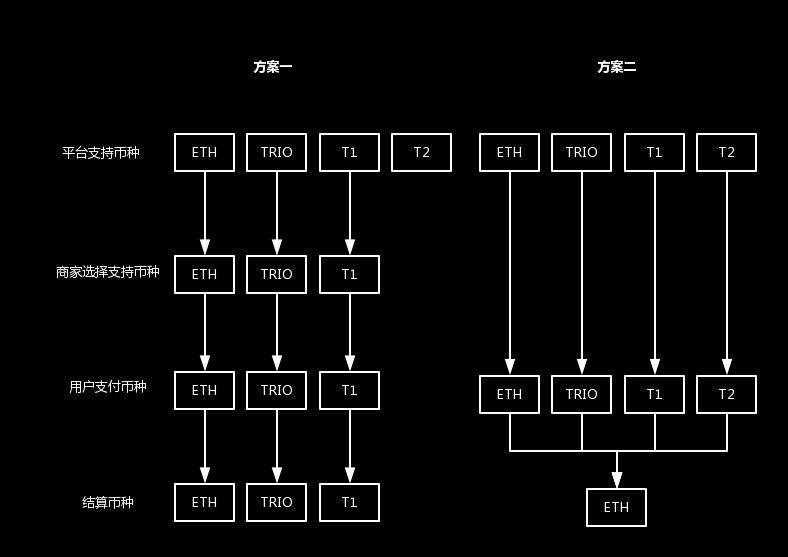 方案一 方案二
平台支持币种 ETH TRIO T1 T2 ETH TRIO T1 T2
商家选择支持币种 ETH TRIO T1
用户支付币种 ETH TRIO T1 ETH TRIO T1 T2
结算币种 ETH TRIO T1 ETH